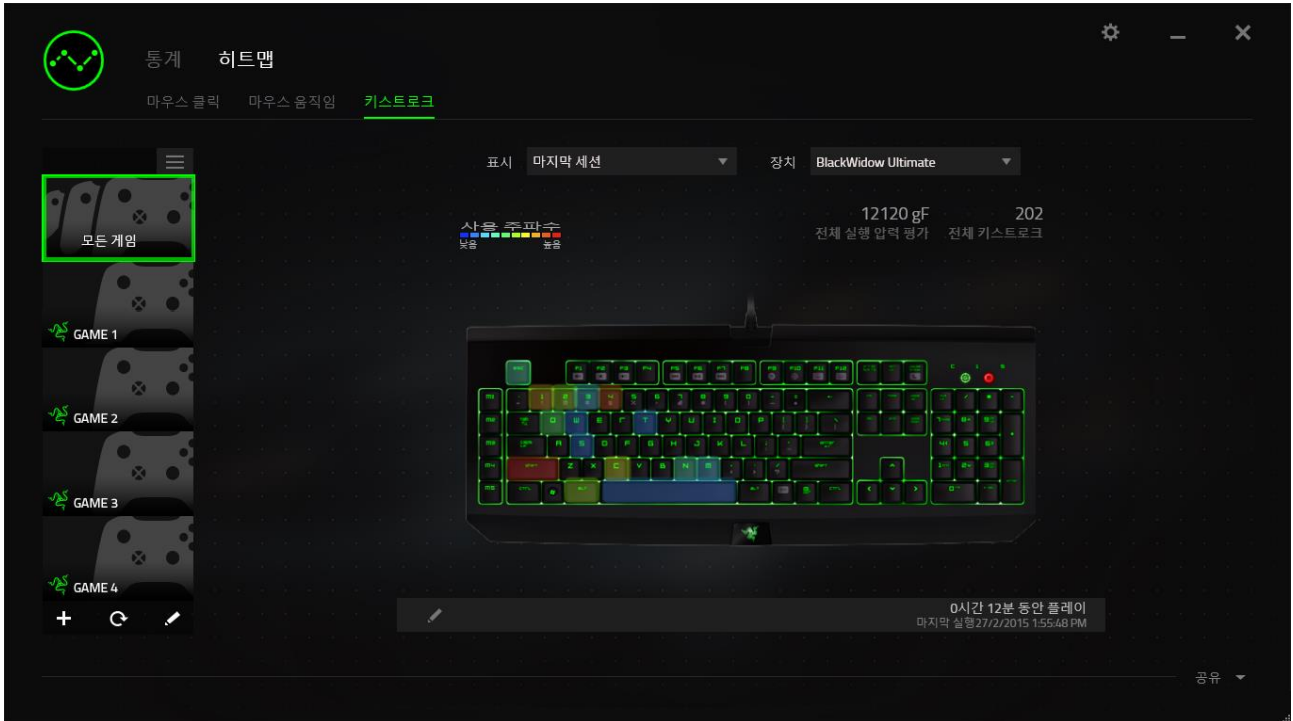 통계 히트맵
마우스 클릭 마우스 움직임 키스트로크
표시 마지막 세션 장치 BlackWidow Ultimate
12120 gF 202
전체 실행 압력 평가 전체 키스트로크
사용 주파수
낮음 높음
모든 게임
GAME 1
GAME 2
GAME 3
GAME 4
0시간 12분 동안 플레이
마지막 실행27/2/2015 1:55:48 PM
공유